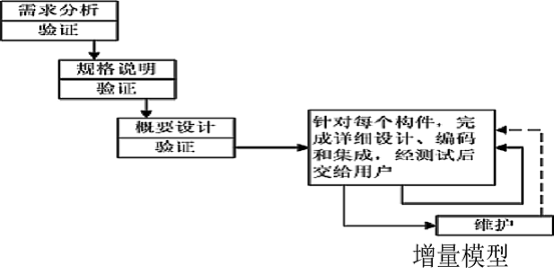 需求分析
验证
规格说明
验证
概要设计
验证
针对每个构件，完
成详细设计、编码
和集成，经测试后
交给用户
维护
增量模型